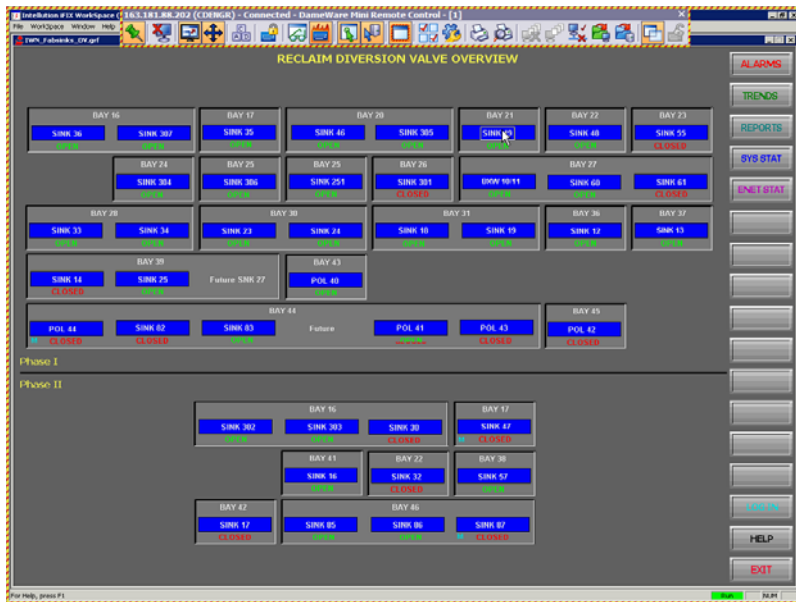 Intellution iFIX WorkSpace (
163.181.88.202 (CDENGR) - Connected - DameWare Mini Remote Control - [1]
File WorkSpace Window Help
RECLAIM DIVERSION VALVE OVERVIEW
ALARMS
TRENDS
REPORTS
SYS STAT
ENET STAT
BAY 16 BAY 17 BAY 20 BAY 21 BAY 22 BAY 23
SINK 36 SINK 307 SINK 35 SINK 46 SINK 305 SINK SINK 48 SINK 55
OPEN OPEN OPEN OPEN OPEN OPEN OPEN CLOSED
BAY 24 BAY 25 BAY 25 BAY 26 BAY 27
SINK 304 SINK 306 SINK 251 SINK 301 SINK 60 SINK 61
OPEN OPEN OPEN CLOSED OPEN OPEN CLOSED
BAY 28 BAY 30 BAY 31 BAY 36 BAY 37
SINK 33 SINK 34 SINK 23 SINK 24 SINK 18 SINK 19 SINK 12 SINK 13
OPEN OPEN OPEN OPEN OPEN OPEN OPEN OPEN
BAY 39 BAY 43
SINK 14 SINK 25 Future SNK 27 POL 40
CLOSED OPEN OPEN
BAY 44 BAY 45
POL 44 SINK 82 SINK 83 Future POL 41 POL 43 POL 42
CLOSED CLOSED OPEN CLOSED CLOSED
Phase I
Phase II
BAY 16 BAY 17
SINK 302 SINK 303 SINK 30 SINK 47
OPEN OPEN CLOSED CLOSED
BAY 41 BAY 22 BAY 38
SINK 16 SINK 32 SINK 57
OPEN CLOSED OPEN
BAY 42 BAY 46
SINK 17 SINK 85 SINK 86 SINK 87
CLOSED OPEN OPEN CLOSED
HELP
EXIT
For Help, press F1
Run NUM